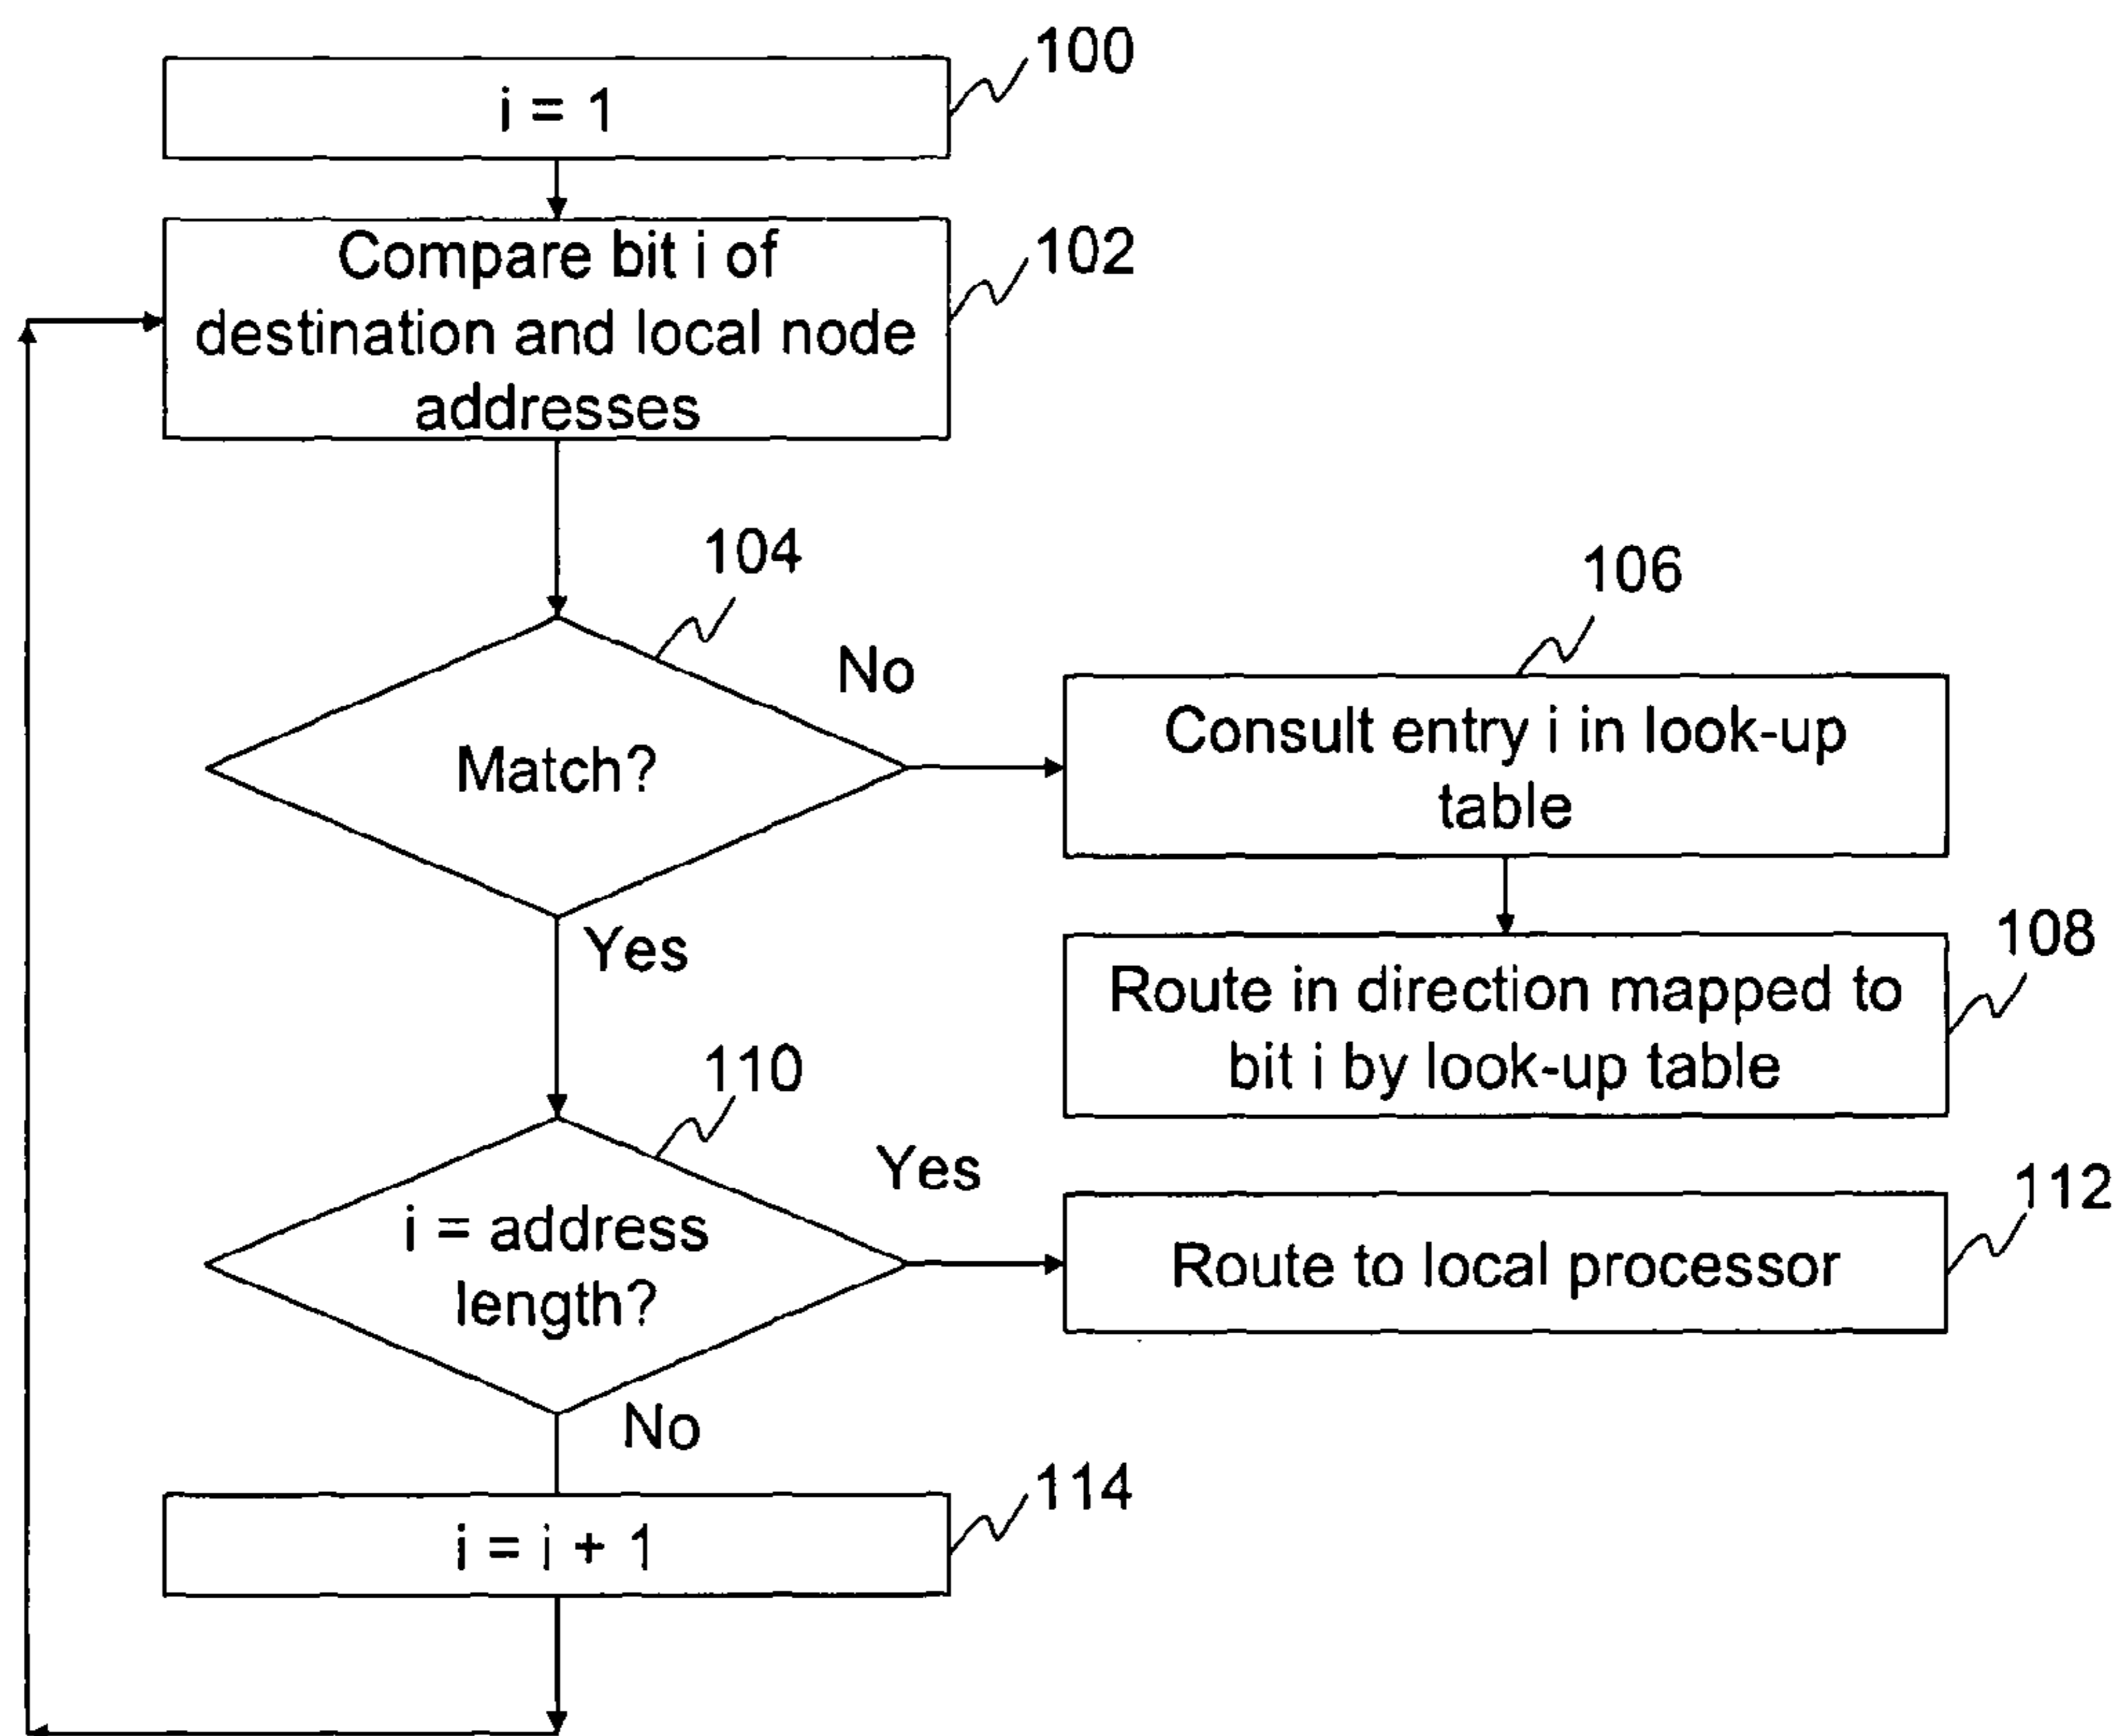 100
i = 1
102
Compare bit i of
destination and local node
addresses
104
106
No
Match?
Consult entry i in look-up
table
Yes
108
Route in direction mapped to
bit i by look-up table
110
Yes
112
i = address
length?
Route to local processor
No
114
i = i + 1